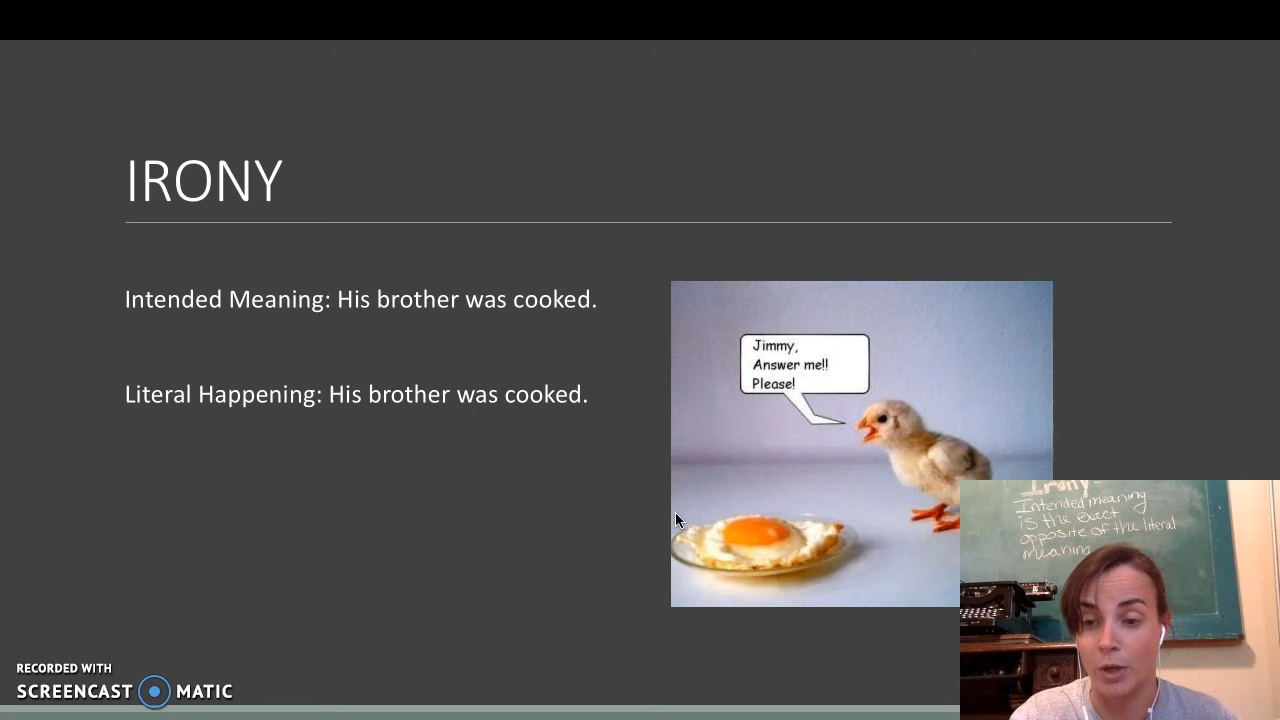 IRONY
Intended Meaning: His brother was cooked.
Literal Happening: His brother was cooked.
Jimmy,
Answer me!!
Please!
Irony
Intended meaning
is the exact
opposite of the literal
meaning
RECORDED WITH
SCREENCAST MATIC